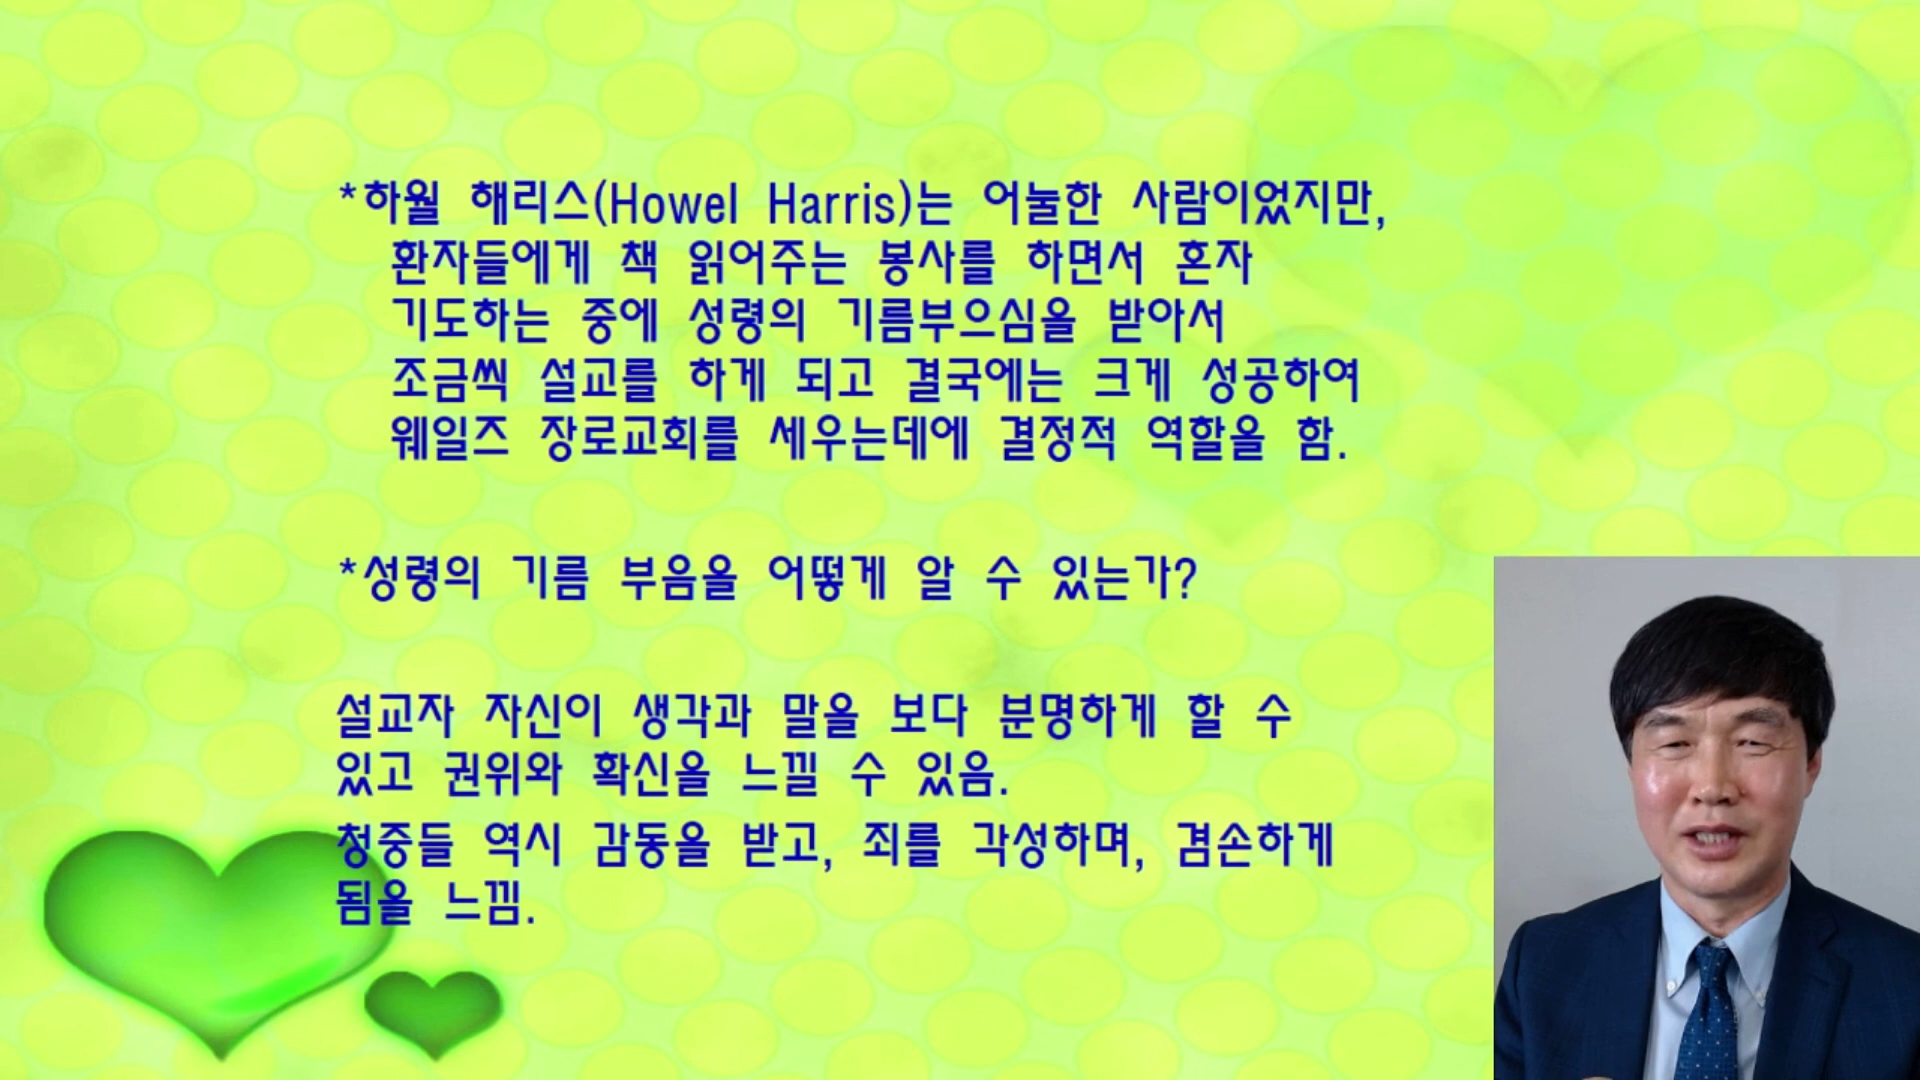 *하월 해리스(Howel Harris)는 어눌한 사람이었지만,
환자들에게 책 읽어주는 봉사를 하면서 혼자
기도하는 중에 성령의 기름부으심을 받아서
조금씩 설교를 하게 되고 결국에는 크게 성공하여
웨일즈 장로교회를 세우는데에 결정적 역할을 함.
*성령의 기름 부음을 어떻게 알 수 있는가?
설교자 자신이 생각과 말을 보다 분명하게 할 수
있고 권위와 확신을 느낄 수 있음.
청중들 역시 감동을 받고, 죄를 각성하며, 겸손하게
됨을 느낌.